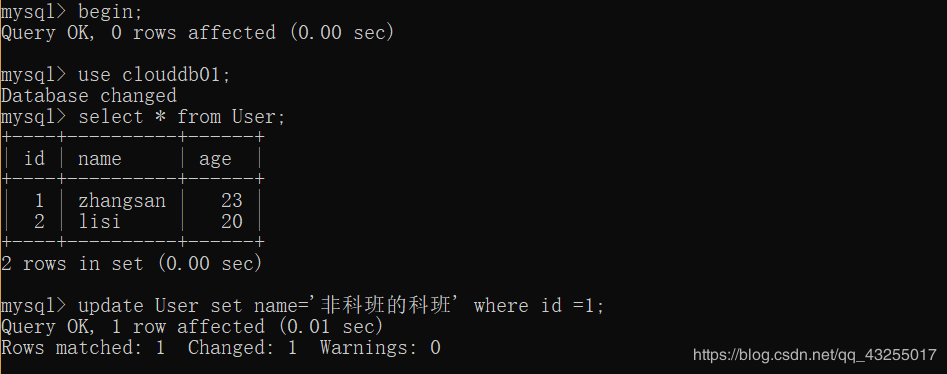 mysql> begin;
Query OK, 0 rows affected (0.00 sec)
mysql> use clouddb01;
Database changed
mysql> select * from User;
+----+----------+------+
| id | name     | age  |
+----+----------+------+
|  1 | zhangsan |   23 |
|  2 | lisi     |   20 |
+----+----------+------+
2 rows in set (0.00 sec)
mysql> update User set name='非科班的科班' where id =1;
Query OK, 1 row affected (0.01 sec)
Rows matched: 1  Changed: 1  Warnings: 0
https://blog.csdn.net/qq_43255017